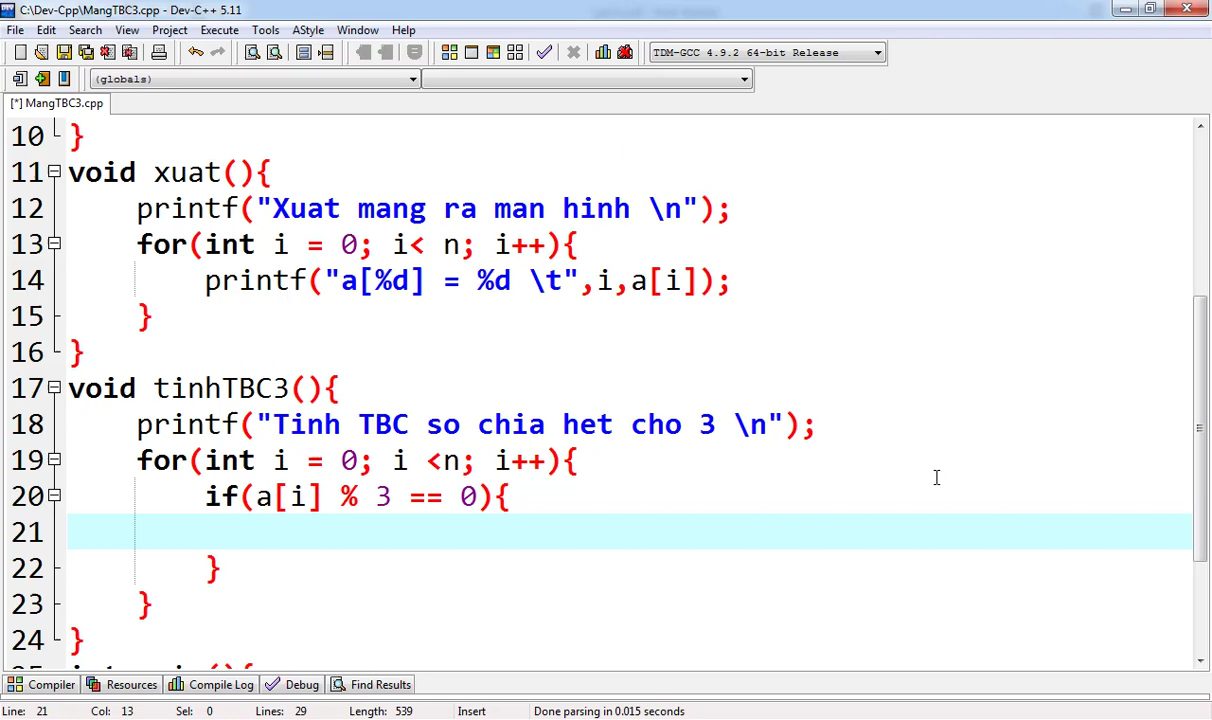 C:\Dev-Cpp\MangTBC3.cpp - Dev-C++ 5.11
File Edit Search View Project Execute Tools AStyle Window Help
TDM-GCC 4.9.2 64-bit Release
(globals)
[*] MangTBC3.cpp
10 }
11 void xuat(){
12 printf("Xuat mang ra man hinh \n");
13 for(int i = 0; i< n; i++){
14 printf("a[%d] = %d \t",i,a[i]);
15 }
16 }
17 void tinhTBC3(){
18 printf("Tinh TBC so chia het cho 3 \n");
19 for(int i = 0; i <n; i++){
20 if(a[i] % 3 == 0){
21
22 }
23 }
24 }
Compiler Resources Compile Log Debug Find Results
Line: 21 Col: 13 Sel: 0 Lines: 29 Length: 539 Insert Done parsing in 0.015 seconds